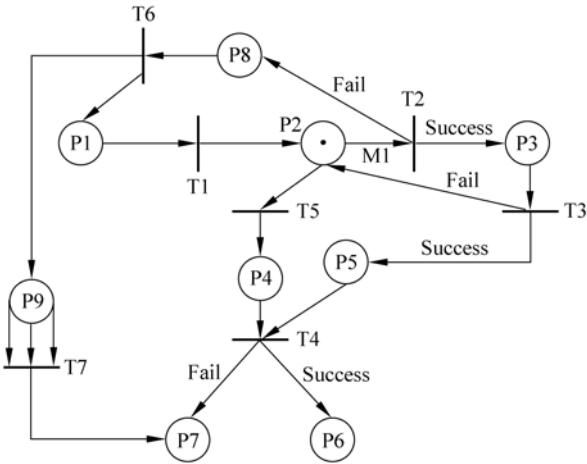 T6
P8
Fail
T2
P1
T1
P2
M1
Success
P3
Fail
T5
T3
P4
P5
Success
P9
T4
T7
Fail
Success
P7
P6